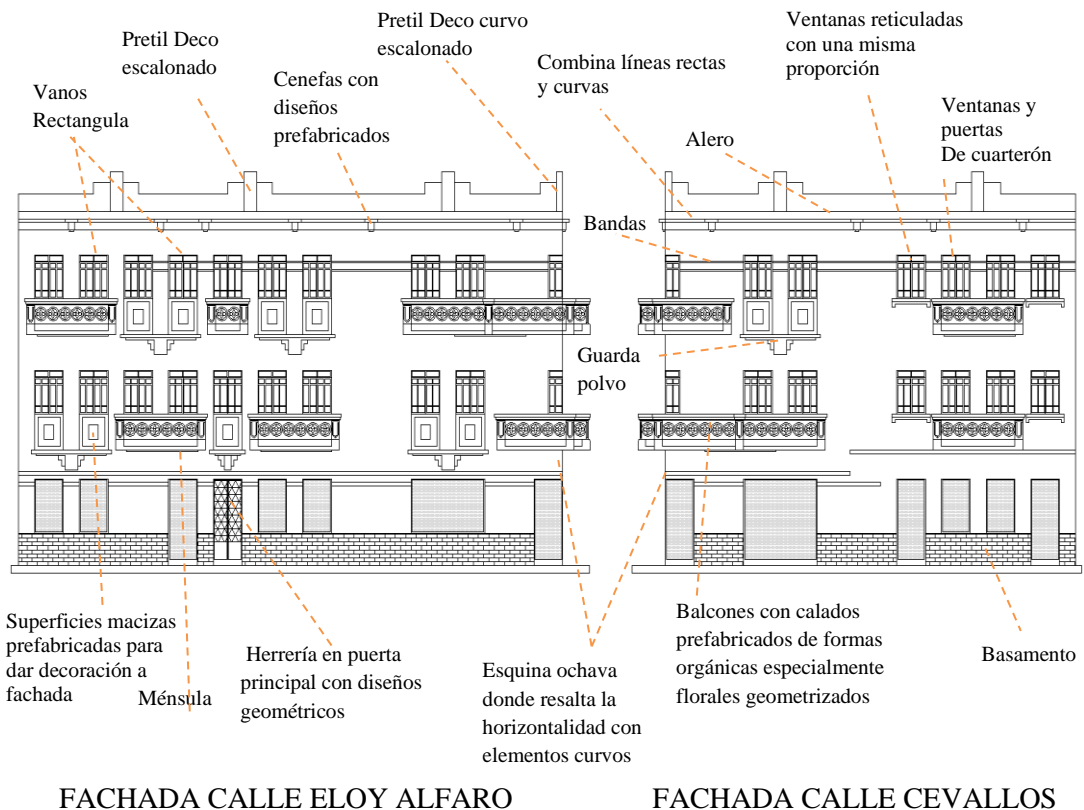 Pretil Deco
escalonado
Pretil Deco curvo
escalonado
Ventanas reticuladas
con una misma
proporción
Combina líneas rectas
y curvas
Cenefas con
diseños
prefabricados
Vanos
Rectangula
Ventanas y
puertas
De cuarterón
Alero
Bandas
Guarda
polvo
Superficies macizas
prefabricadas para
dar decoración a
fachada
Ménsula
Herrería en puerta
principal con diseños
geométricos
Esquina ochava
donde resalta la
horizontalidad con
elementos curvos
Balcones con calados
prefabricados de formas
orgánicas especialmente
florales geometrizados
Basamento
FACHADA CALLE ELOY ALFARO
FACHADA CALLE CEVALLOS